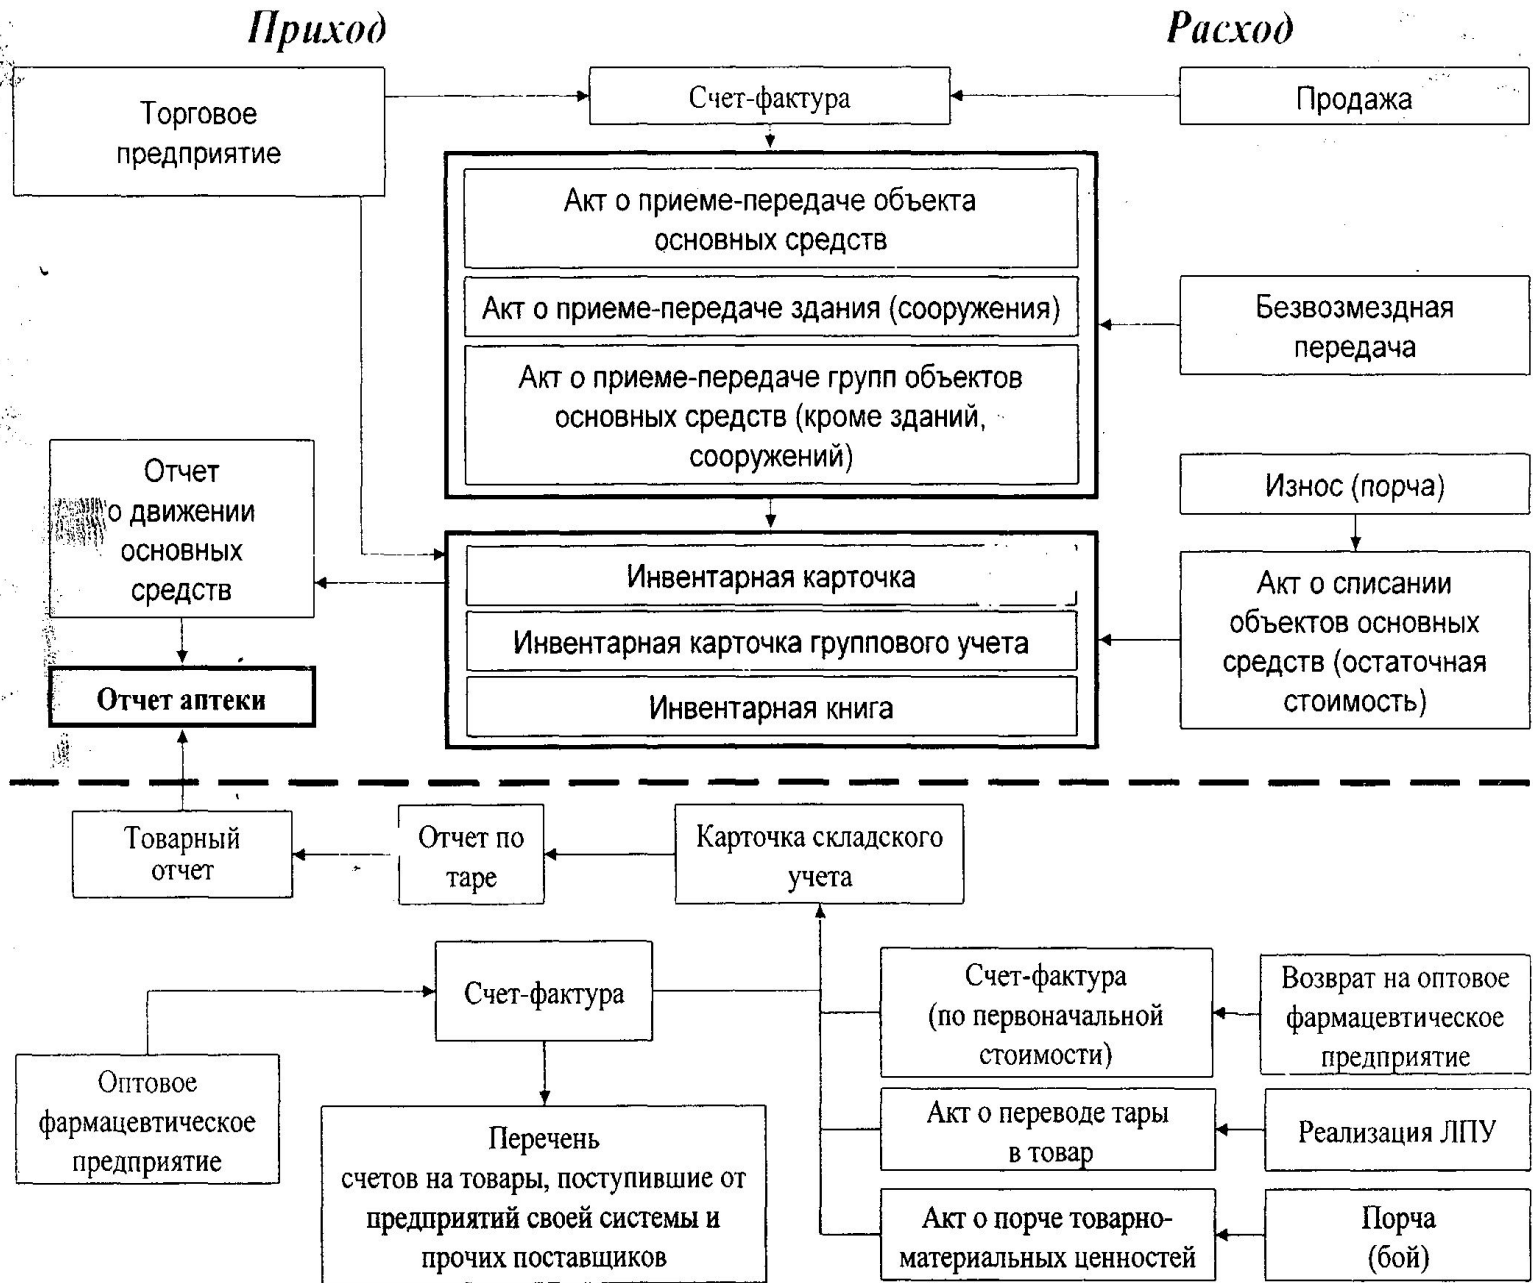 Приход
Расход
Торговое
предприятие
Счет-фактура
Продажа
Акт о приеме-передаче объекта
основных средств
Акт о приеме-передаче здания (сооружения)
Акт о приеме-передаче групп объектов
основных средств (кроме зданий,
сооружений)
Безвозмездная
передача
Отчет
о движении
основных
средств
Износ (порча)
Инвентарная карточка
Инвентарная карточка группового учета
Инвентарная книга
Акт о списании
объектов основных
средств (остаточная
стоимость)
Отчет аптеки
Товарный
отчет
Отчет по
таре
Карточка складского
учета
Счет-фактура
Счет-фактура
(по первоначальной
стоимости)
Возврат на оптовое
фармацевтическое
предприятие
Оптовое
фармацевтическое
предприятие
Перечень
счетов на товары, поступившие от
предприятий своей системы и
прочих поставщиков
Акт о переводе тары
в товар
Реализация ЛПУ
Акт о порче товарно-
материальных ценностей
Порча
(бой)